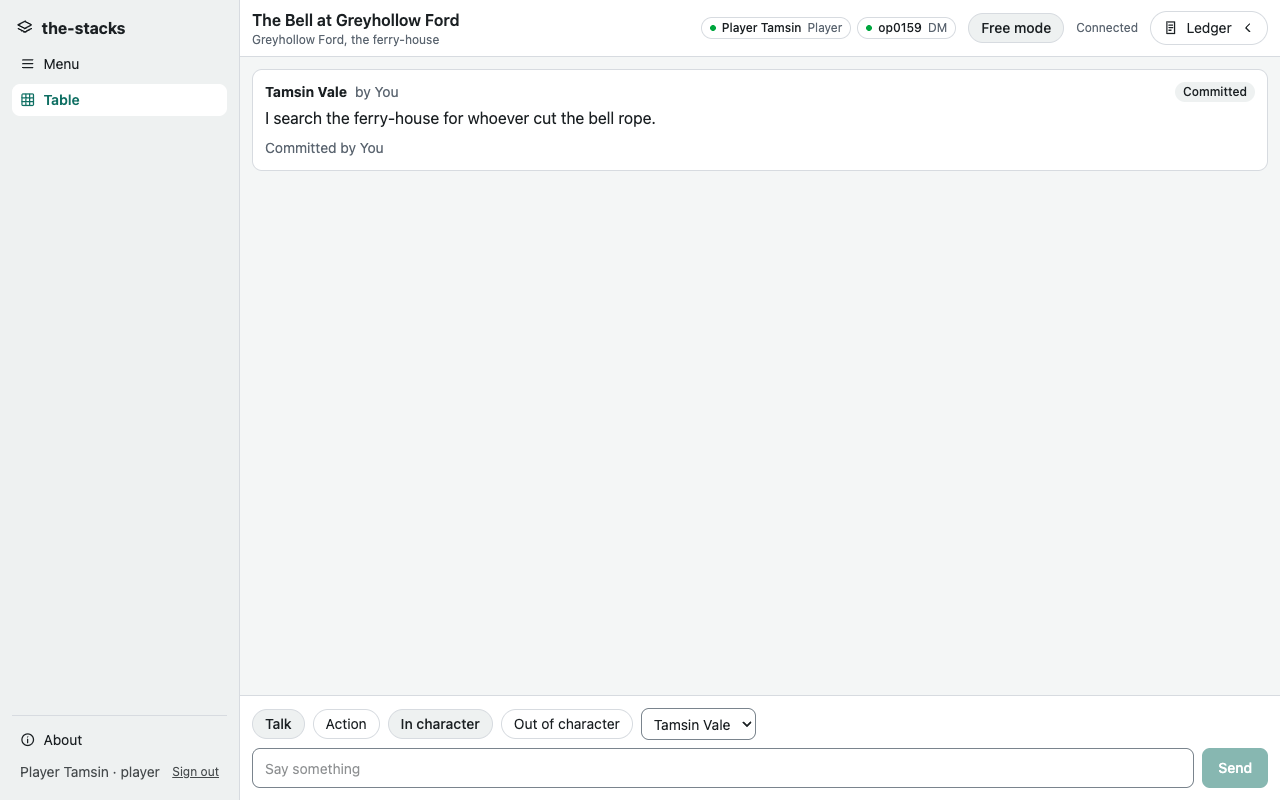 the-stacks
Menu
Table
About
Player Tamsin · player Sign out
The Bell at Greyhollow Ford
Greyhollow Ford, the ferry-house
Player Tamsin Player op0159 DM Free mode Connected Ledger
Tamsin Vale by You Committed
I search the ferry-house for whoever cut the bell rope.
Committed by You
Talk Action In character Out of character Tamsin Vale
Say something Send